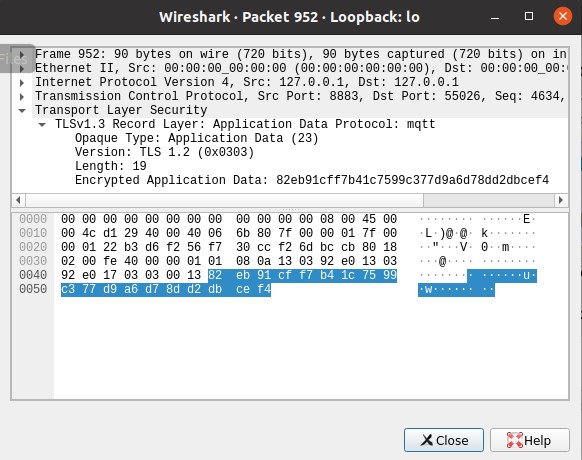 Wireshark · Packet 952 · Loopback: lo
Files
Frame 952: 90 bytes on wire (720 bits), 90 bytes captured (720 bits) on in
Ethernet II, Src: 00:00:00_00:00:00 (00:00:00:00:00:00), Dst: 00:00:00_00:
Internet Protocol Version 4, Src: 127.0.0.1, Dst: 127.0.0.1
Transmission Control Protocol, Src Port: 8883, Dst Port: 55026, Seq: 4634,
Transport Layer Security
TLSv1.3 Record Layer: Application Data Protocol: mqtt
Opaque Type: Application Data (23)
Version: TLS 1.2 (0x0303)
Length: 19
Encrypted Application Data: 82eb91cff7b41c7599c377d9a6d78dd2dbcef4
0000 00 00 00 00 00 00 00 00 00 00 00 00 08 00 45 00 ········ ······E·
0010 00 4c d1 29 40 00 40 06 6b 80 7f 00 00 01 7f 00 ·L·)@·@· k·······
0020 00 01 22 b3 d6 f2 56 f7 30 cc f2 6d bc cb 80 18 ··"···V· 0··m····
0030 02 00 fe 40 00 00 01 01 08 0a 13 03 92 e0 13 03 ···@···· ········
0040 92 e0 17 03 03 00 13 82 eb 91 cf f7 b4 1c 75 99 ········ ······u·
0050 c3 77 d9 a6 d7 8d d2 db ce f4 ·w······ ··
Close Help